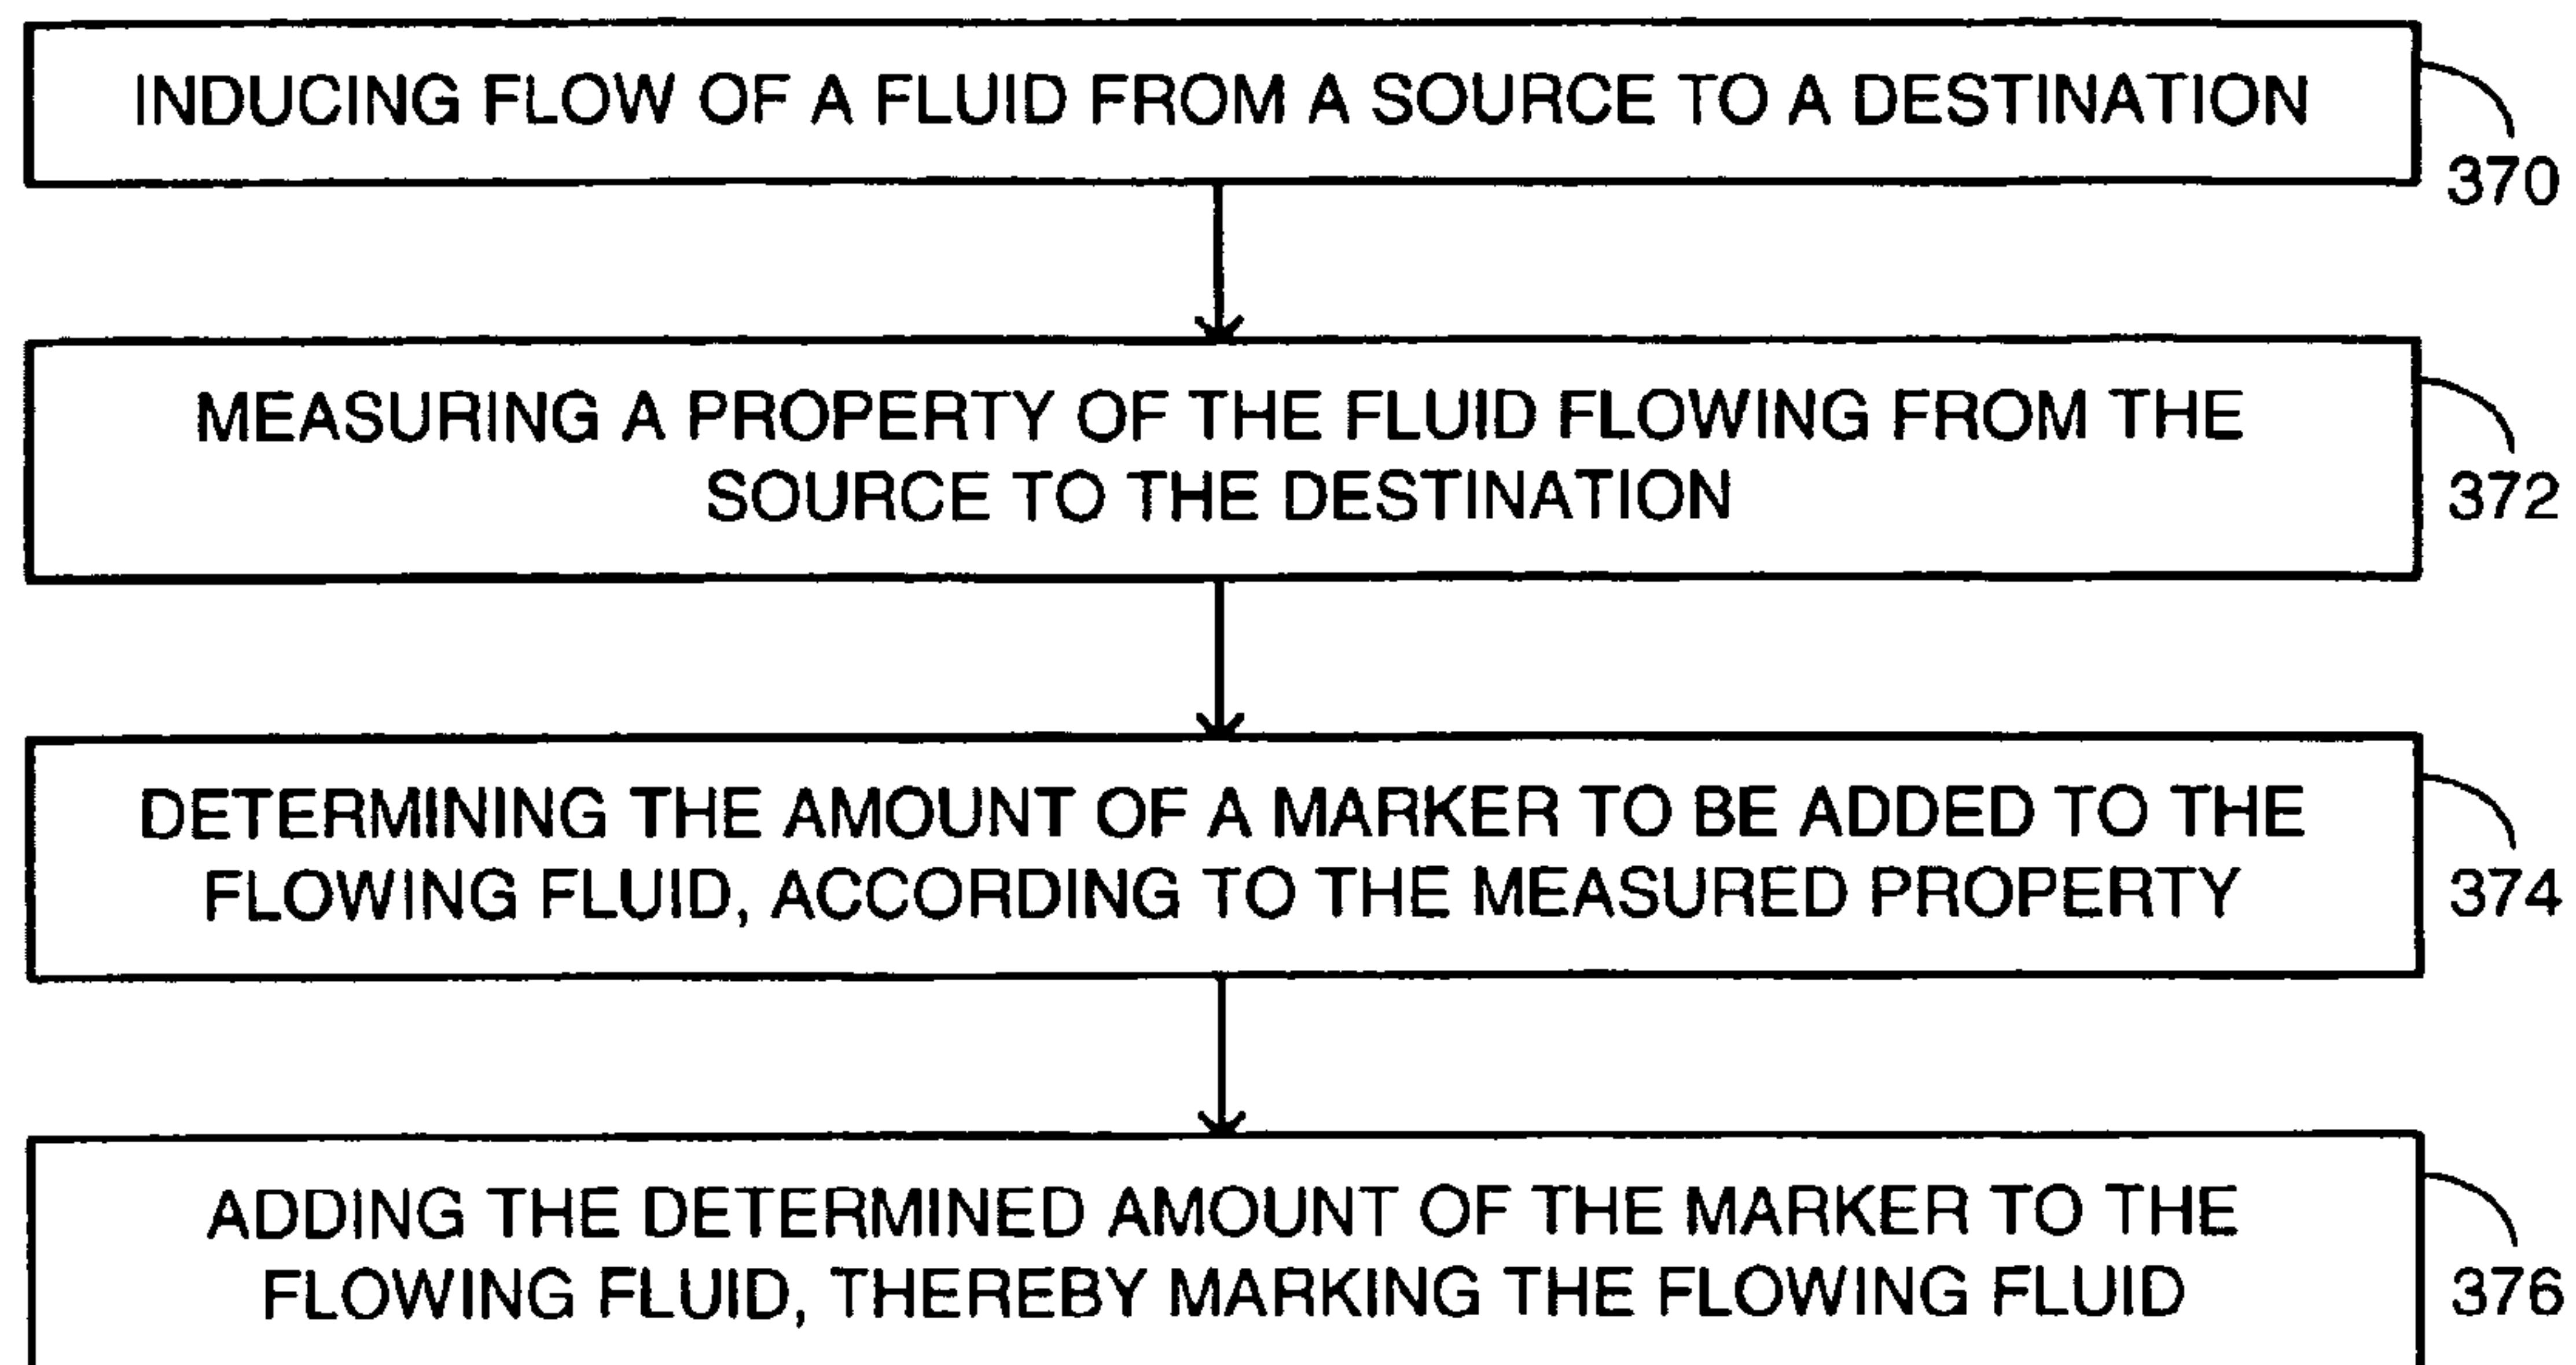 INDUCING FLOW OF A FLUID FROM A SOURCE TO A DESTINATION
370
MEASURING A PROPERTY OF THE FLUID FLOWING FROM THE
SOURCE TO THE DESTINATION
372
DETERMINING THE AMOUNT OF A MARKER TO BE ADDED TO THE
FLOWING FLUID, ACCORDING TO THE MEASURED PROPERTY
374
ADDING THE DETERMINED AMOUNT OF THE MARKER TO THE
FLOWING FLUID, THEREBY MARKING THE FLOWING FLUID
376